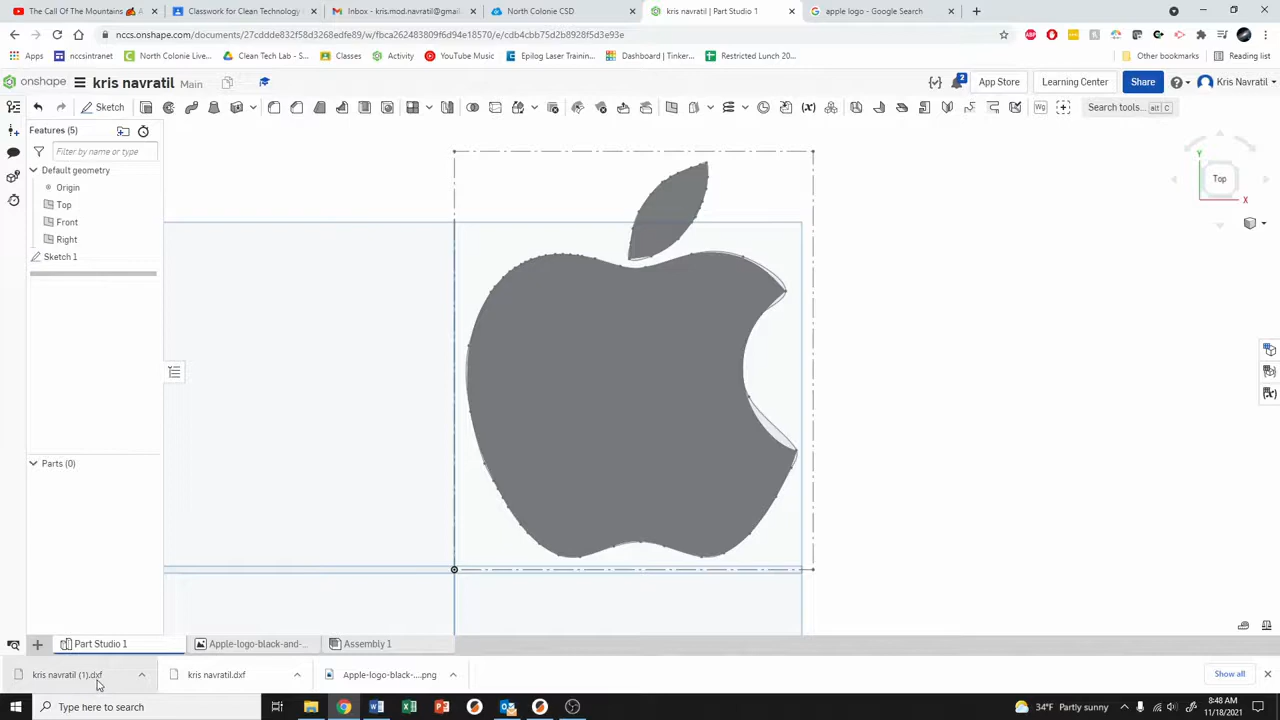 The Call Of The Mountains
Classwork for Clean Technology
Inbox - kris.mod.navratil@gmail
North Colonie CSD
kris navratil | Part Studio 1
apple logo - Google Search
cad.onshape.com/documents/27cddde832f58d326edfe89/w/fbca262483809f6d94e18570/e/cdb4cbb75d2b8928f5d3e93e
Apps
nccsintranet
North Colonie Live...
Clean Tech Lab - S...
Classes
Activity
YouTube Music
Epilog Laser Training...
Dashboard | Tinker...
Restricted Lunch 20...
Other bookmarks
Reading list
onshape
kris navratil
Main
2
App Store
Learning Center
Share
Kris Navratil
Sketch
Wg
Search tools...
alt
C
Features (5)
Filter by name or type
Default geometry
Origin
Top
Front
Right
Sketch 1
Parts (0)
Y
Top
X
(x)
Part Studio 1
Apple-logo-black-and-...
Assembly 1
kris navratil (1).dxf
kris navratil.dxf
Apple-logo-black-....png
Show all
Type here to search
34°F Partly sunny
8:48 AM
11/18/2021